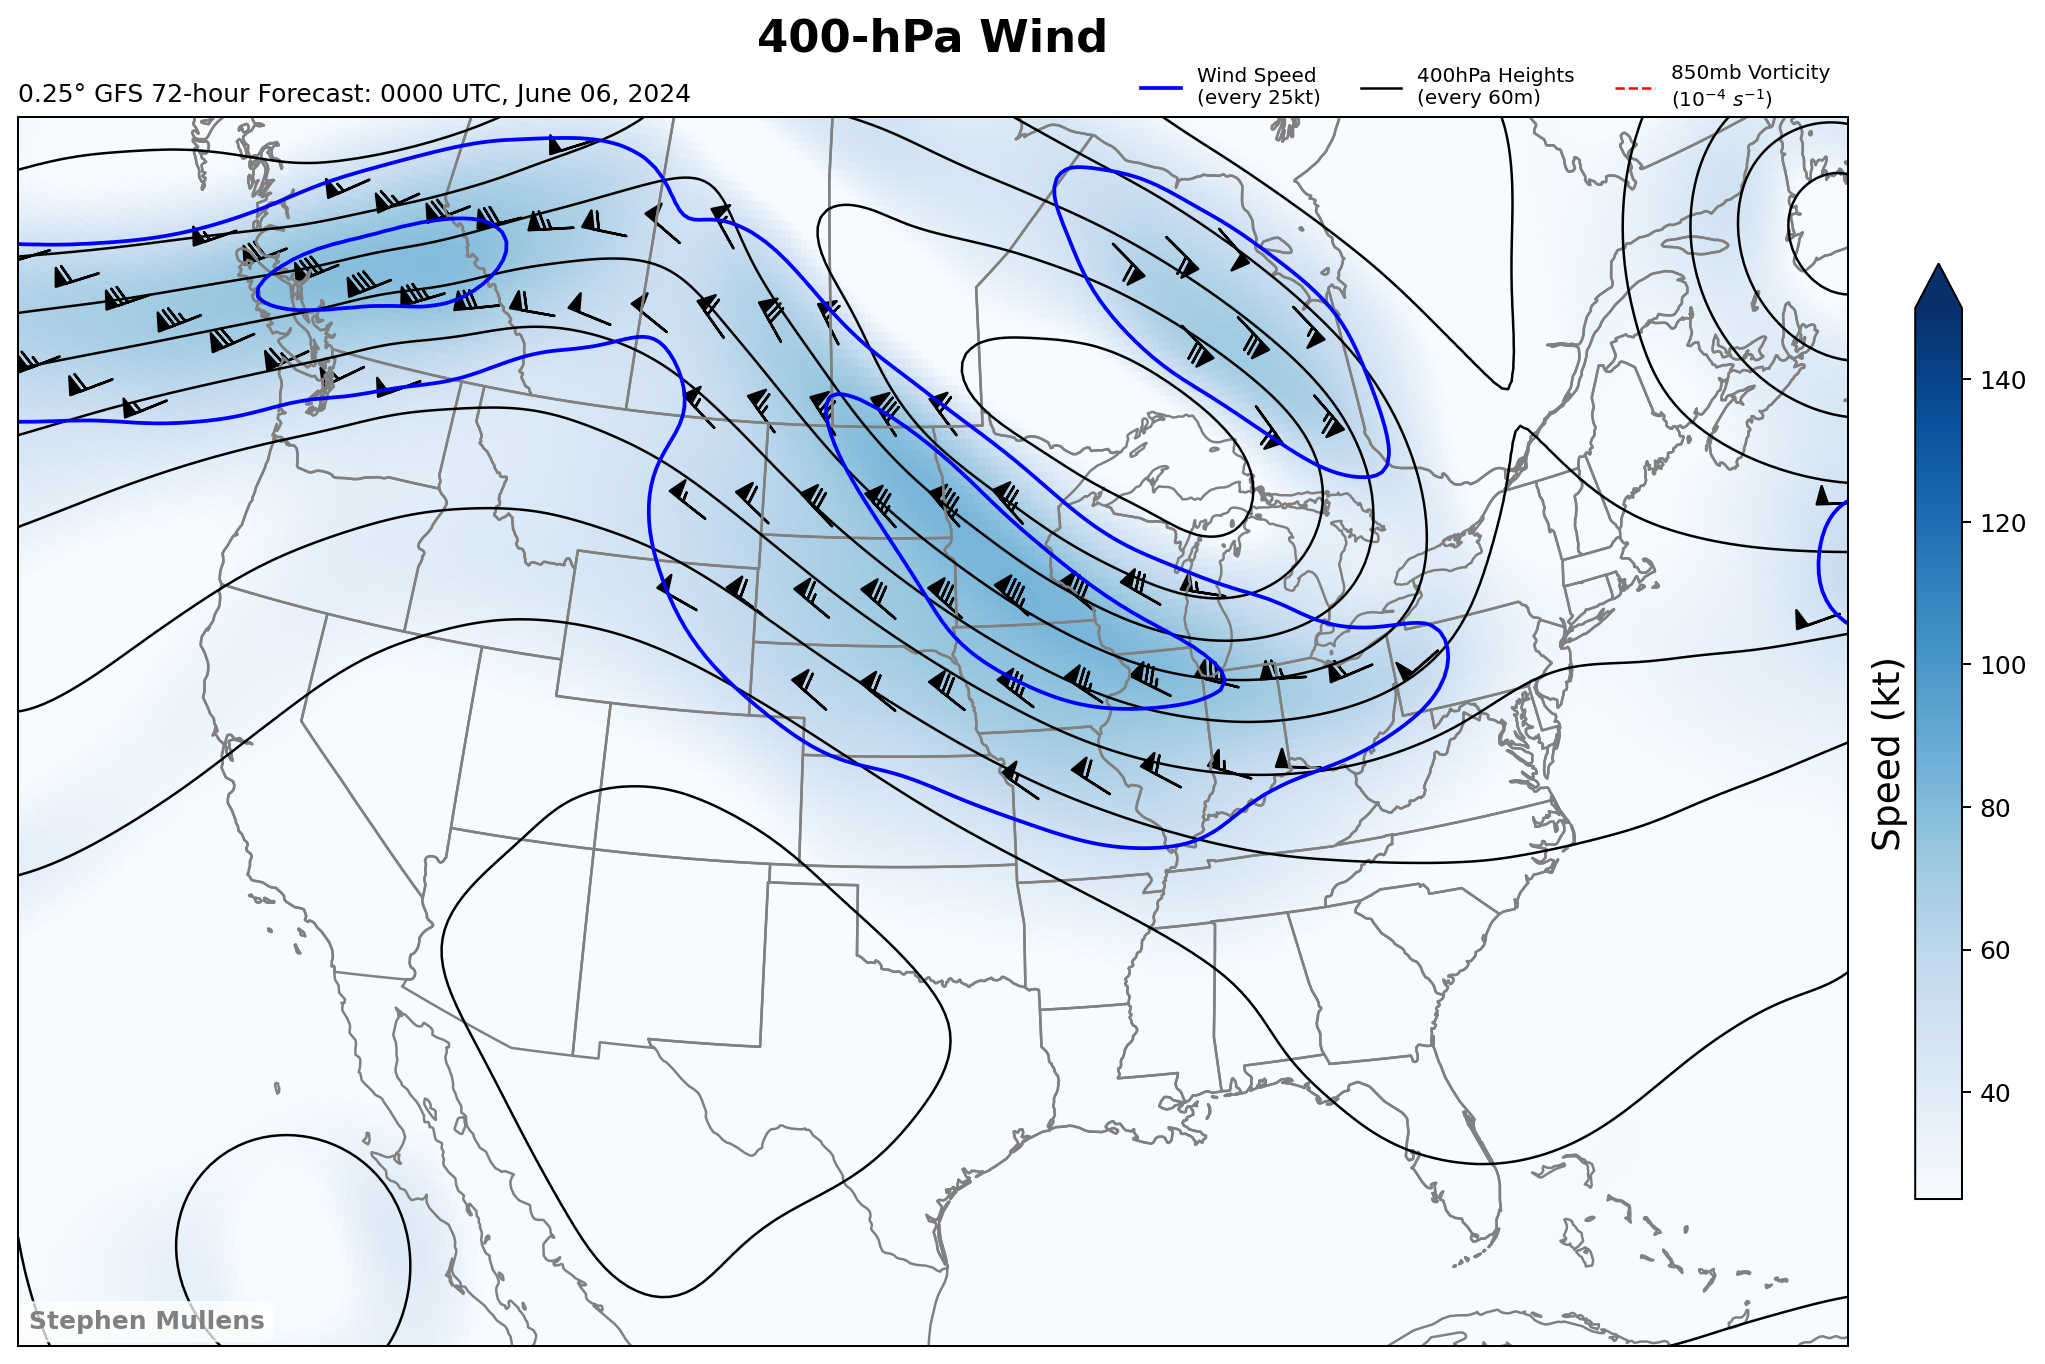 400-hPa Wind
0.25° GFS 72-hour Forecast: 0000 UTC, June 06, 2024
Wind Speed
(every 25kt)
400hPa Heights
(every 60m)
850mb Vorticity
(10⁻⁴ s⁻¹)
140
120
100
80
60
40
Speed (kt)
Stephen Mullens